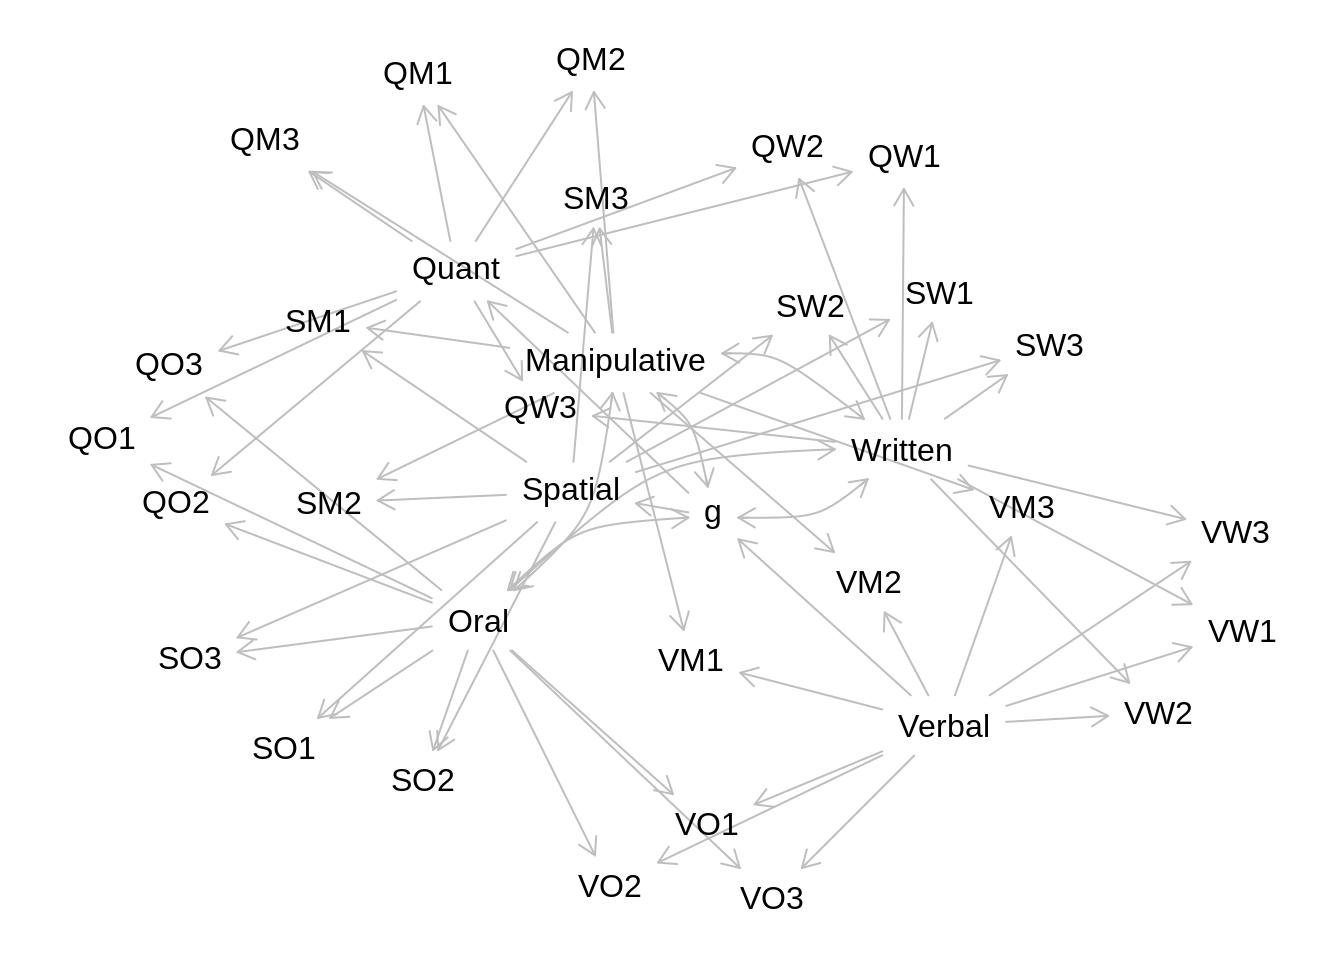 QM2
QM1
QM3
QW2
QW1
SM3
Quant
SW1
SW2
SM1
SW3
Manipulative
QO3
QW3
QO1
Written
Spatial
QO2
SM2
VM3
g
VW3
VM2
Oral
VW1
SO3
VM1
VW2
Verbal
SO1
SO2
VO1
VO2
VO3